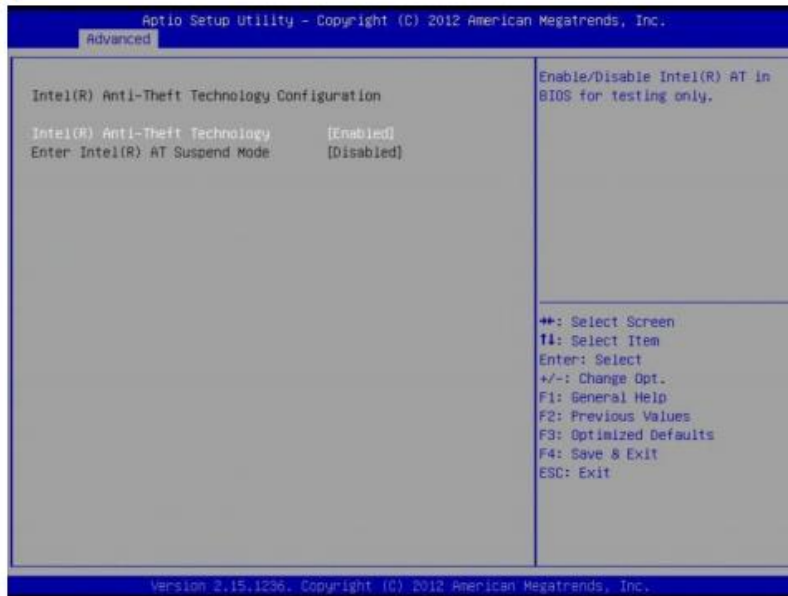 Aptio Setup Utility - Copyright (C) 2012 American Megatrends, Inc.
Advanced
Intel(R) Anti-Theft Technology Configuration
Intel(R) Anti-Theft Technology [Enabled]
Enter Intel(R) AT Suspend Mode [Disabled]
Enable/Disable Intel(R) AT in
BIOS for testing only.
→←: Select Screen
↑↓: Select Item
Enter: Select
+/-: Change Opt.
F1: General Help
F2: Previous Values
F3: Optimized Defaults
F4: Save & Exit
ESC: Exit
Version 2.15.1236. Copyright (C) 2012 American Megatrends, Inc.